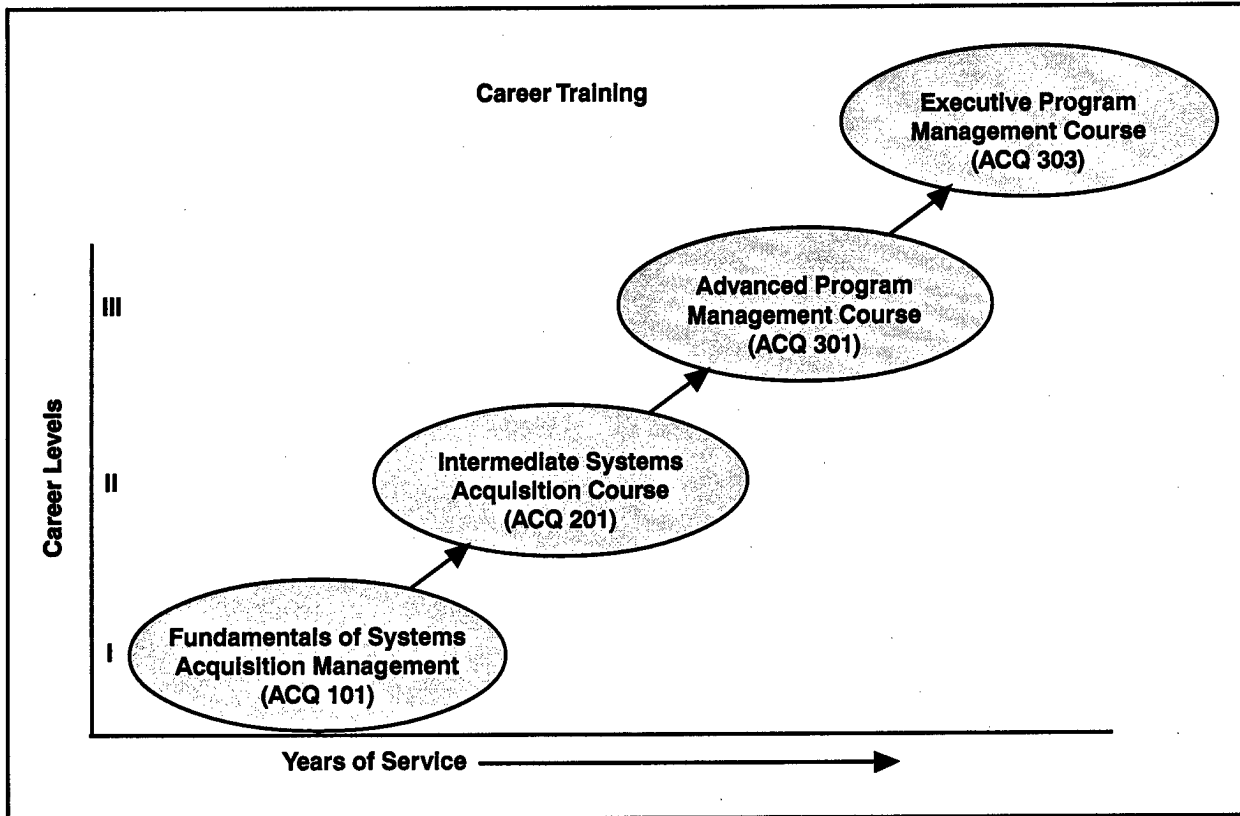 Career Training
Executive Program
Management Course
(ACQ 303)
III
Advanced Program
Management Course
(ACQ 301)
Career Levels
II
Intermediate Systems
Acquisition Course
(ACQ 201)
I
Fundamentals of Systems
Acquisition Management
(ACQ 101)
Years of Service